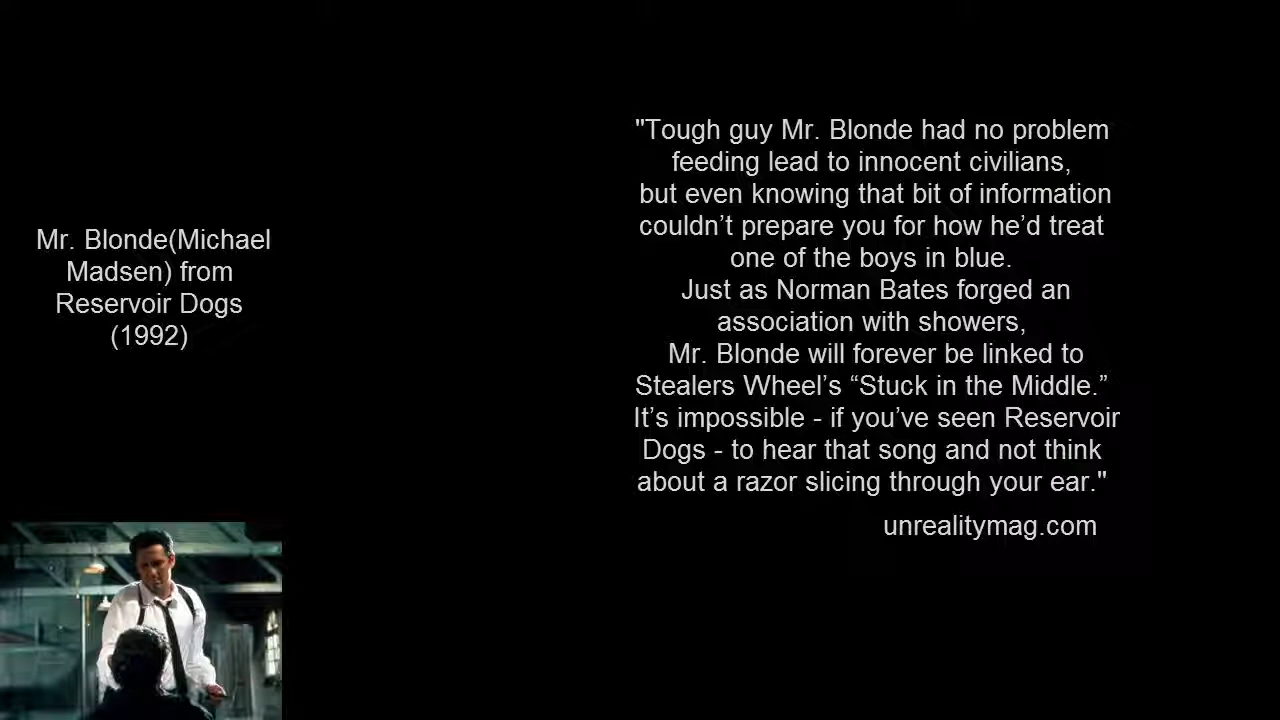 Mr. Blonde(Michael
Madsen) from
Reservoir Dogs
(1992)
"Tough guy Mr. Blonde had no problem
feeding lead to innocent civilians,
but even knowing that bit of information
couldn’t prepare you for how he’d treat
one of the boys in blue.
Just as Norman Bates forged an
association with showers,
Mr. Blonde will forever be linked to
Stealers Wheel’s “Stuck in the Middle.”
It’s impossible - if you’ve seen Reservoir
Dogs - to hear that song and not think
about a razor slicing through your ear."
unrealitymag.com